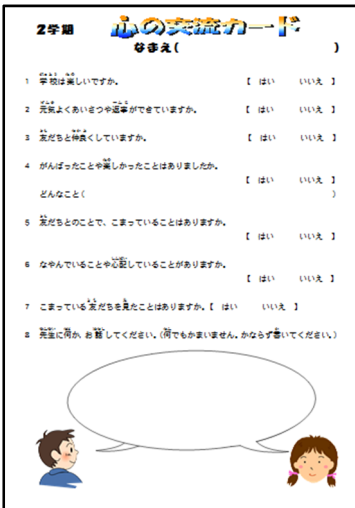 2学期 心の交流カード
なまえ( )
1 学校は楽しいですか。 【 はい いいえ 】
2 元気よくあいさつや返事ができていますか。 【 はい いいえ 】
3 友だちと仲良くしていますか。 【 はい いいえ 】
4 がんばったことや楽しかったことはありましたか。
【 はい いいえ 】
どんなこと( )
5 友だちとのことで、こまっていることはありますか。
【 はい いいえ 】
6 なやんでいることや心配していることがありますか。
【 はい いいえ 】
7 こまっている友だちを見たことはありますか。【 はい いいえ 】
8 先生に何か、お話してください。(何でもかまいません。かならず書いてください。)